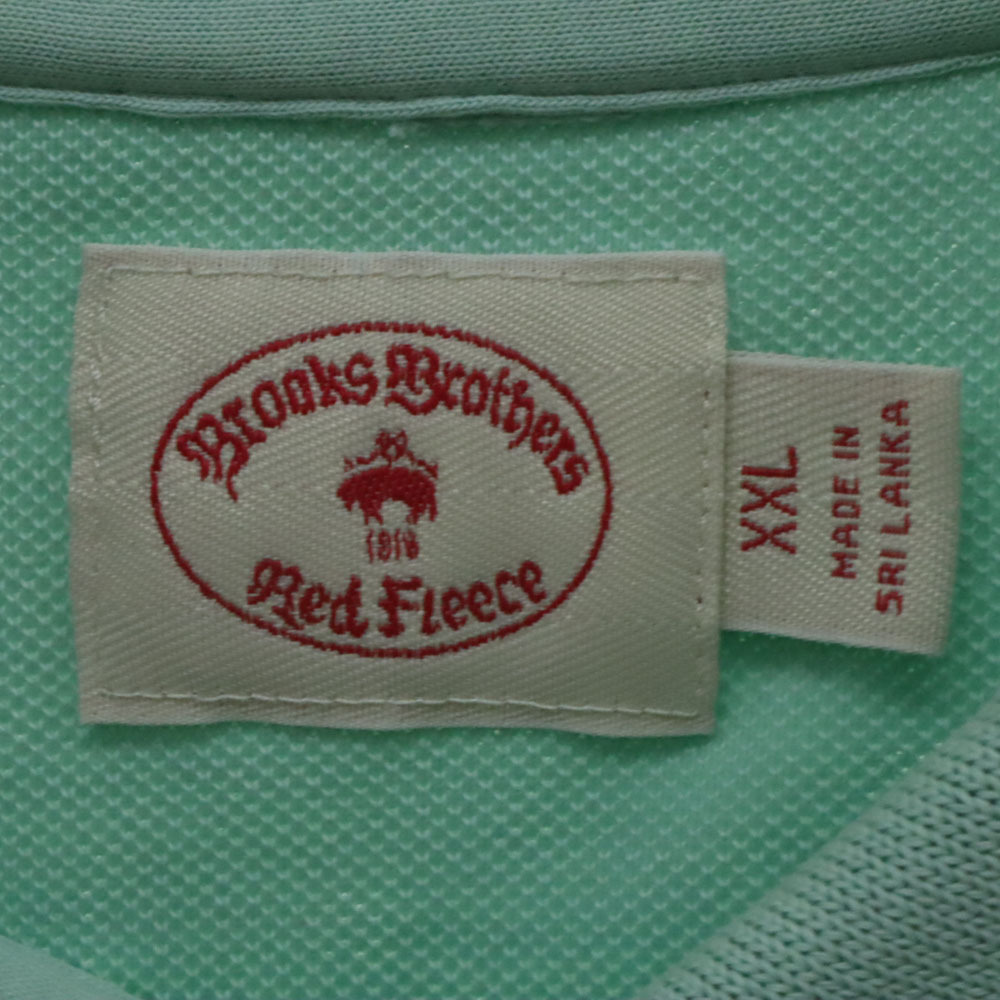 Brooks Brothers
1818
Red Fleece
XXL
MADE IN
SRI LANKA